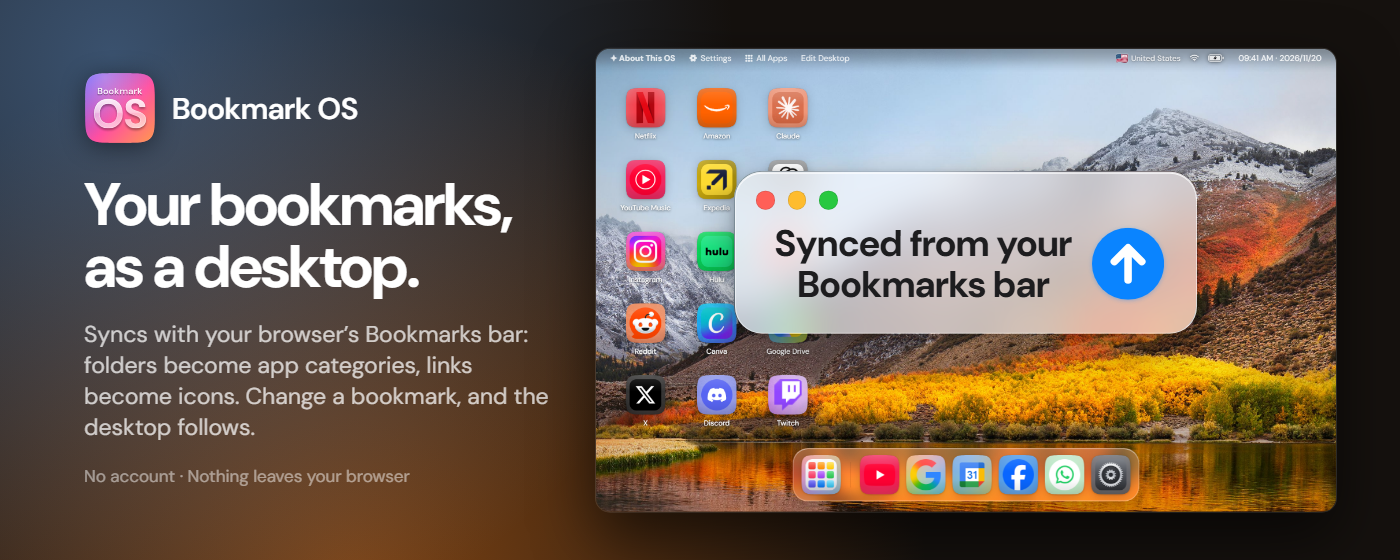 Bookmark
OS
Bookmark OS
Your bookmarks,
as a desktop.
Syncs with your browser’s Bookmarks bar:
folders become app categories, links
become icons. Change a bookmark, and the
desktop follows.
No account · Nothing leaves your browser
About This OS Settings All Apps Edit Desktop United States 09:41 AM · 2026/11/20
Netflix Amazon Claude
YouTube Music Expedia
hulu
Instagram Hulu
Synced from your
Bookmarks bar
Reddit Canva Google Drive
X Discord Twitch
31